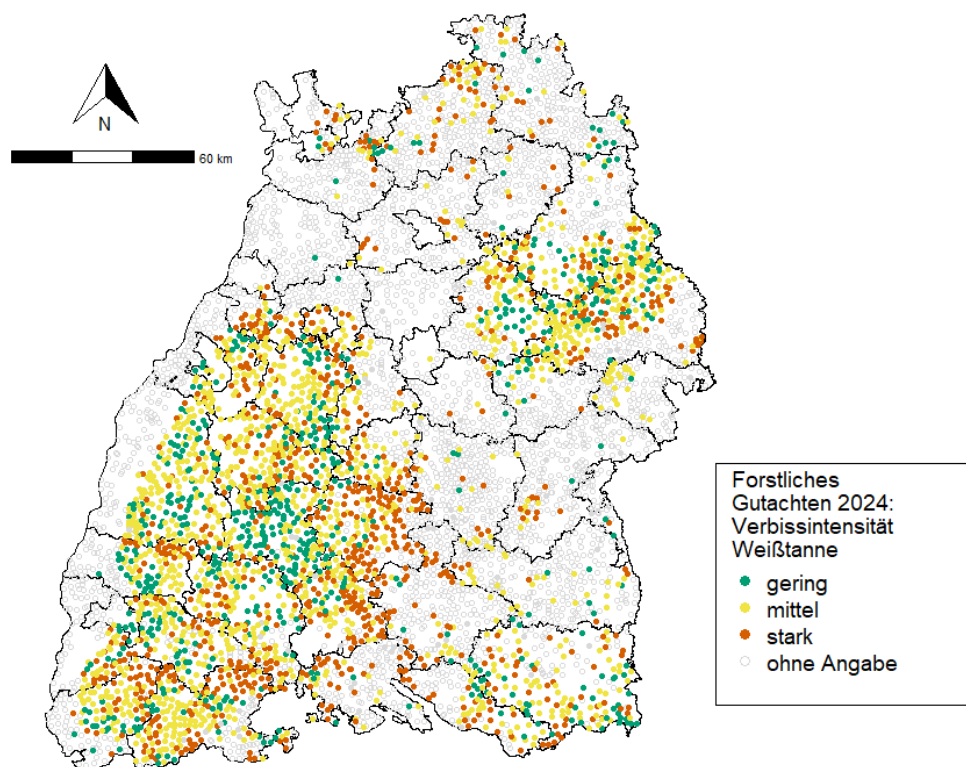 N
60 km
Forstliches
Gutachten 2024:
Verbissintensität
Weißtanne
gering
mittel
stark
ohne Angabe